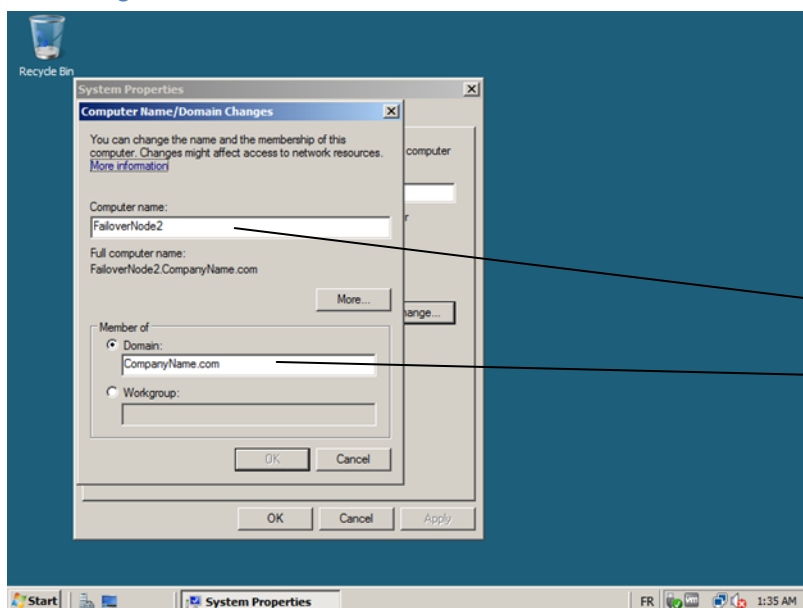 Recycle Bin
System Properties
Computer Name/Domain Changes
You can change the name and the membership of this
computer. Changes might affect access to network resources.
More information
computer
Computer name:
FailoverNode2
r
Full computer name:
FailoverNode2.CompanyName.com
More...
hange...
Member of
Domain:
CompanyName.com
Workgroup:
OK
Cancel
OK
Cancel
Apply
Start
System Properties
FR
1:35 AM